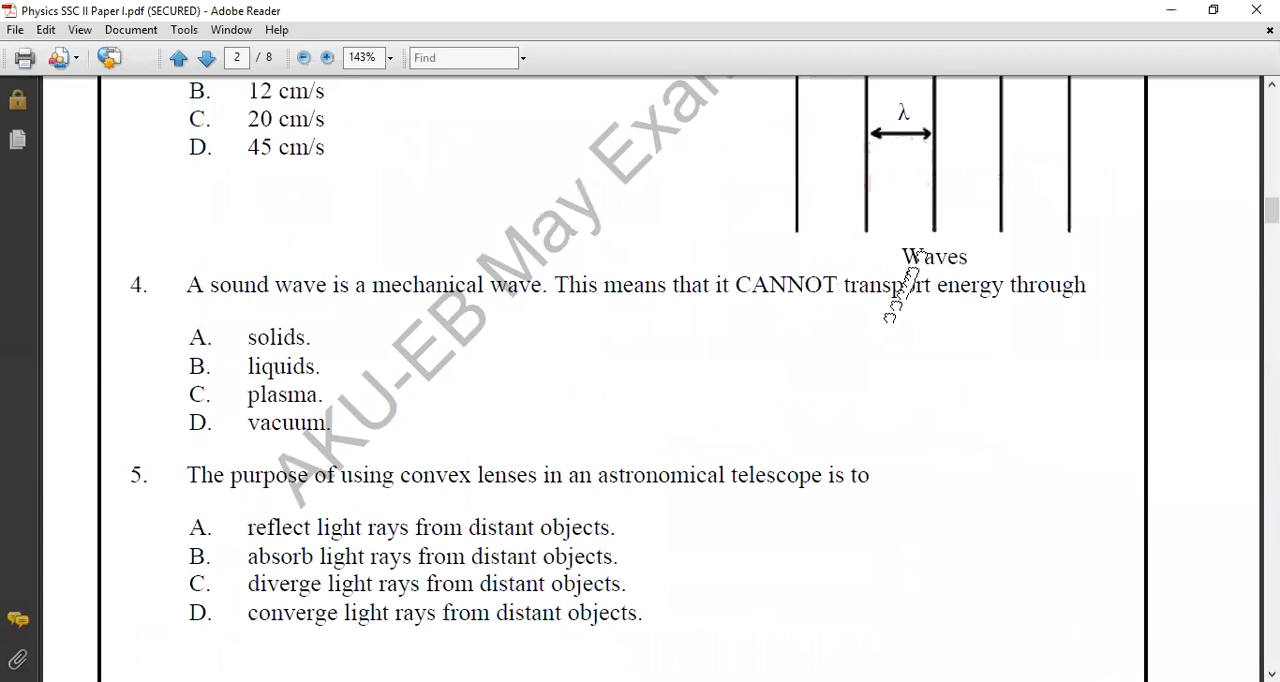 Physics SSC II Paper I.pdf (SECURED) - Adobe Reader
File Edit View Document Tools Window Help
2 / 8 143% Find
B. 12 cm/s
C. 20 cm/s
D. 45 cm/s
λ
Waves
4. A sound wave is a mechanical wave. This means that it CANNOT transport energy through
A. solids.
B. liquids.
C. plasma.
D. vacuum.
5. The purpose of using convex lenses in an astronomical telescope is to
A. reflect light rays from distant objects.
B. absorb light rays from distant objects.
C. diverge light rays from distant objects.
D. converge light rays from distant objects.
AKU-EB May Exam